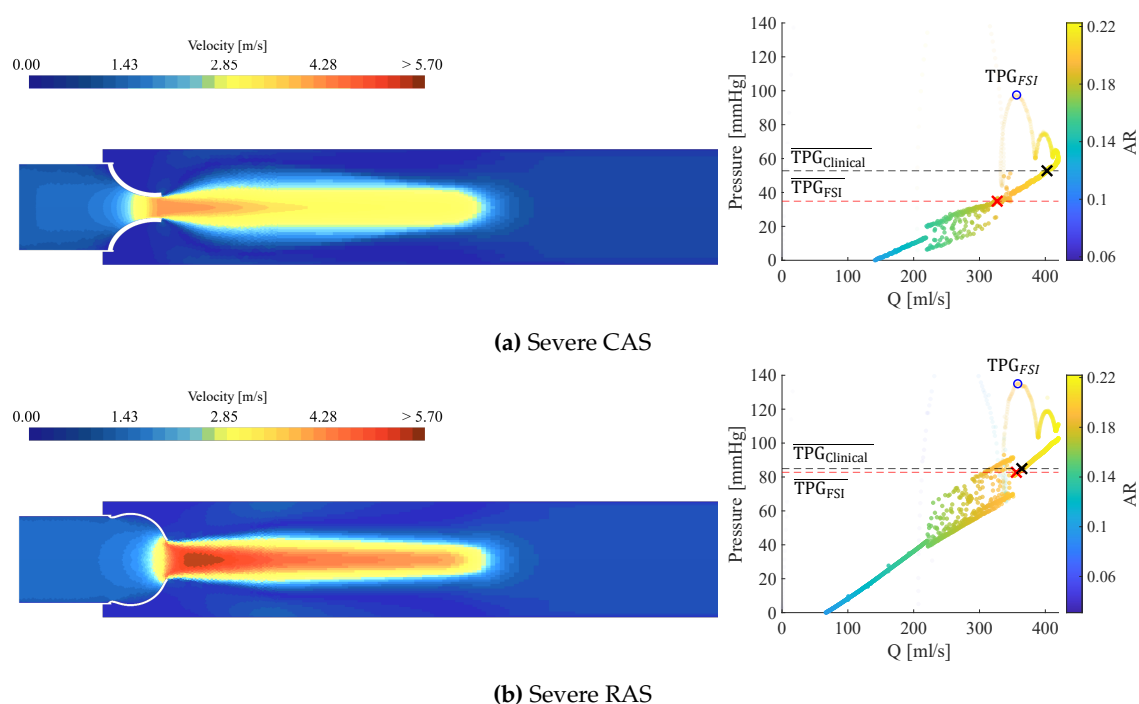 Velocity [m/s]
0.00 1.43 2.85 4.28 > 5.70
140
120
100
80
60
40
20
0
Pressure [mmHg]
TPG_FSI
TPG_Clinical
TPG_FSI
0 100 200 300 400
Q [ml/s]
0.22
0.18
0.14
0.1
0.06
AR
(a) Severe CAS
Velocity [m/s]
0.00 1.43 2.85 4.28 > 5.70
140
120
100
80
60
40
20
0
Pressure [mmHg]
TPG_FSI
TPG_Clinical
TPG_FSI
0 100 200 300 400
Q [ml/s]
0.22
0.18
0.14
0.1
0.06
AR
(b) Severe RAS